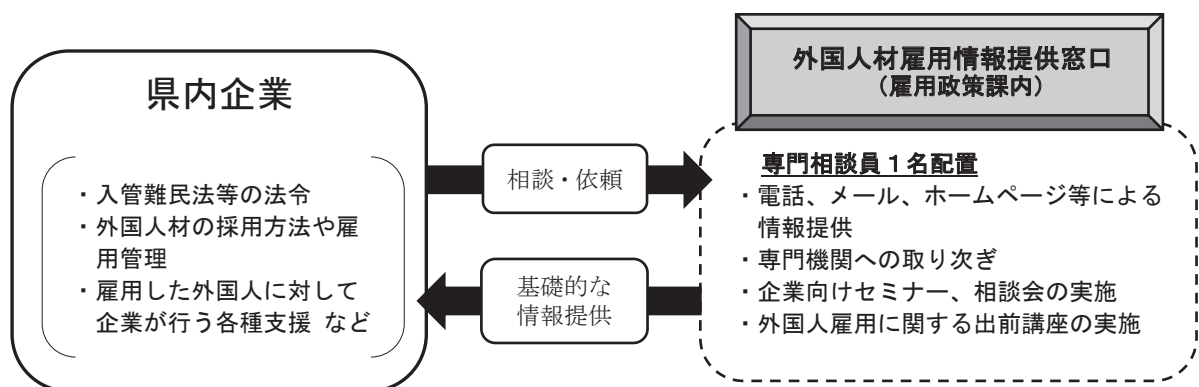 県内企業
・入管難民法等の法令
・外国人材の採用方法や雇
用管理
・雇用した外国人に対して
企業が行う各種支援 など
相談・依頼
基礎的な
情報提供
外国人材雇用情報提供窓口
（雇用政策課内）
専門相談員１名配置
・電話、メール、ホームページ等による
情報提供
・専門機関への取り次ぎ
・企業向けセミナー、相談会の実施
・外国人雇用に関する出前講座の実施